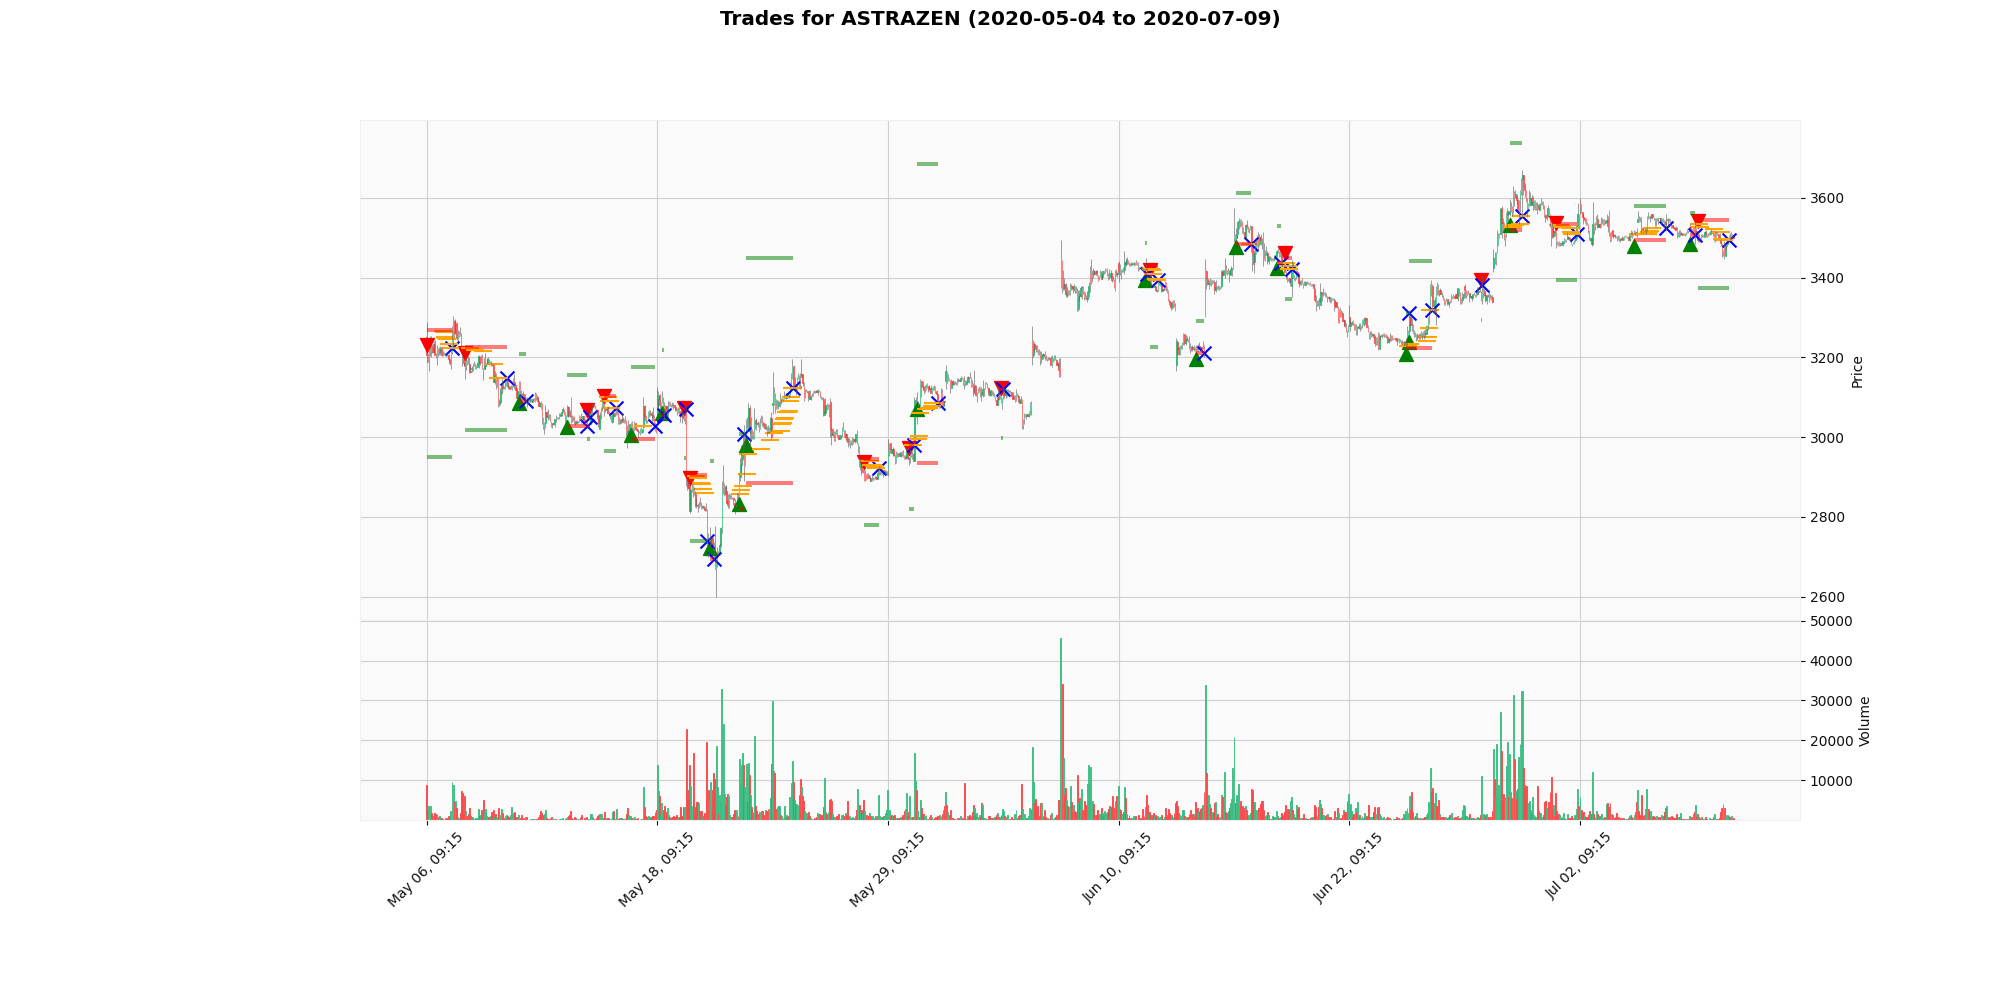 Trades for ASTRAZEN (2020-05-04 to 2020-07-09)
3600
3400
3200
3000
2800
2600
Price
50000
40000
30000
20000
10000
Volume
May 06, 09:15
May 18, 09:15
May 29, 09:15
Jun 10, 09:15
Jun 22, 09:15
Jul 02, 09:15